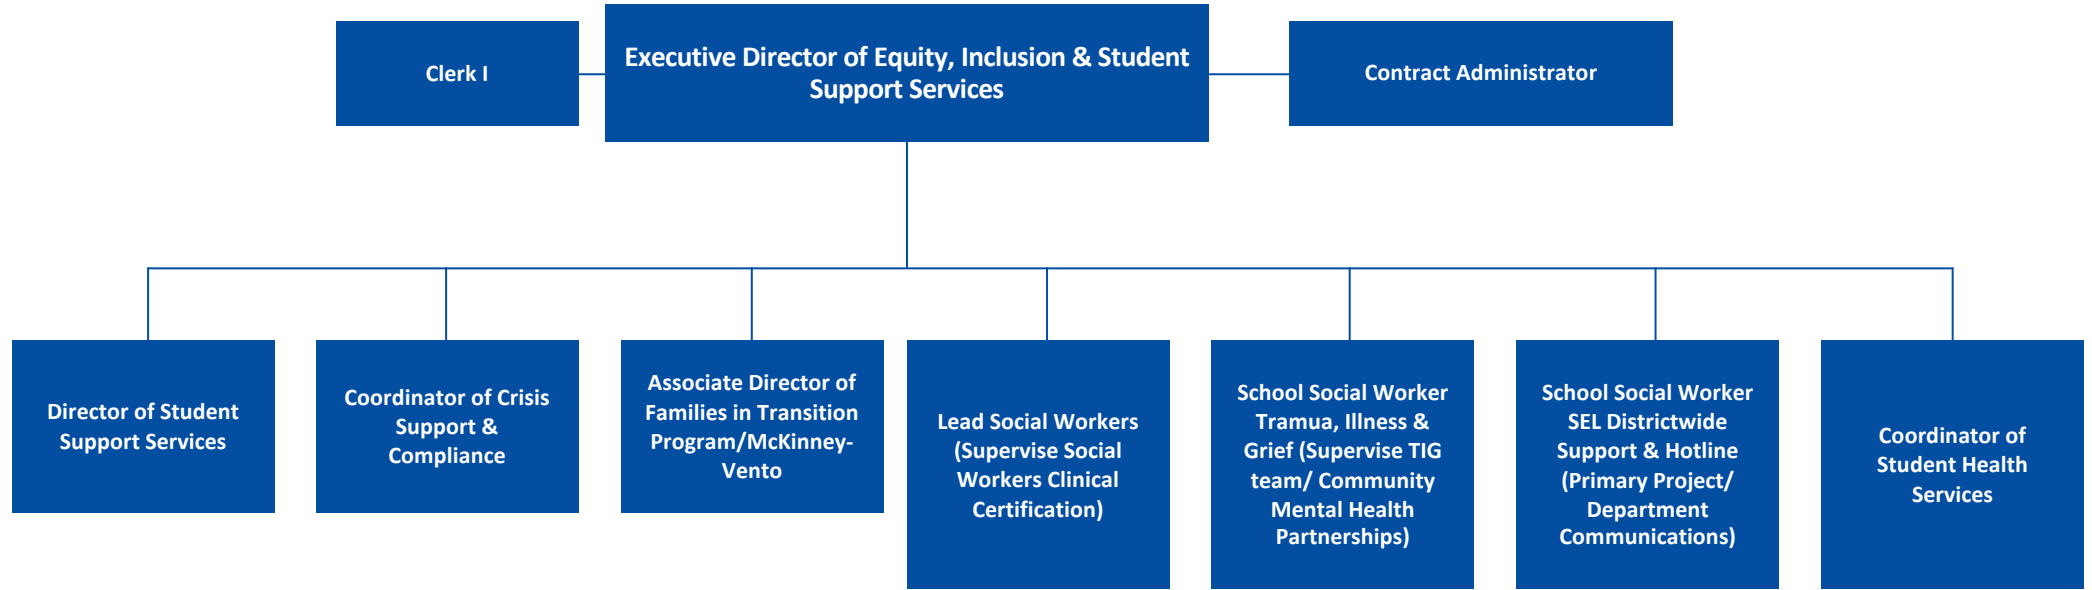 Clerk I
Executive Director of Equity, Inclusion & Student
Support Services
Contract Administrator
Director of Student
Support Services
Coordinator of Crisis
Support &
Compliance
Associate Director of
Families in Transition
Program/McKinney-
Vento
Lead Social Workers
(Supervise Social
Workers Clinical
Certification)
School Social Worker
Tramua, Illness &
Grief (Supervise TIG
team/ Community
Mental Health
Partnerships)
School Social Worker
SEL Districtwide
Support & Hotline
(Primary Project/
Department
Communications)
Coordinator of
Student Health
Services